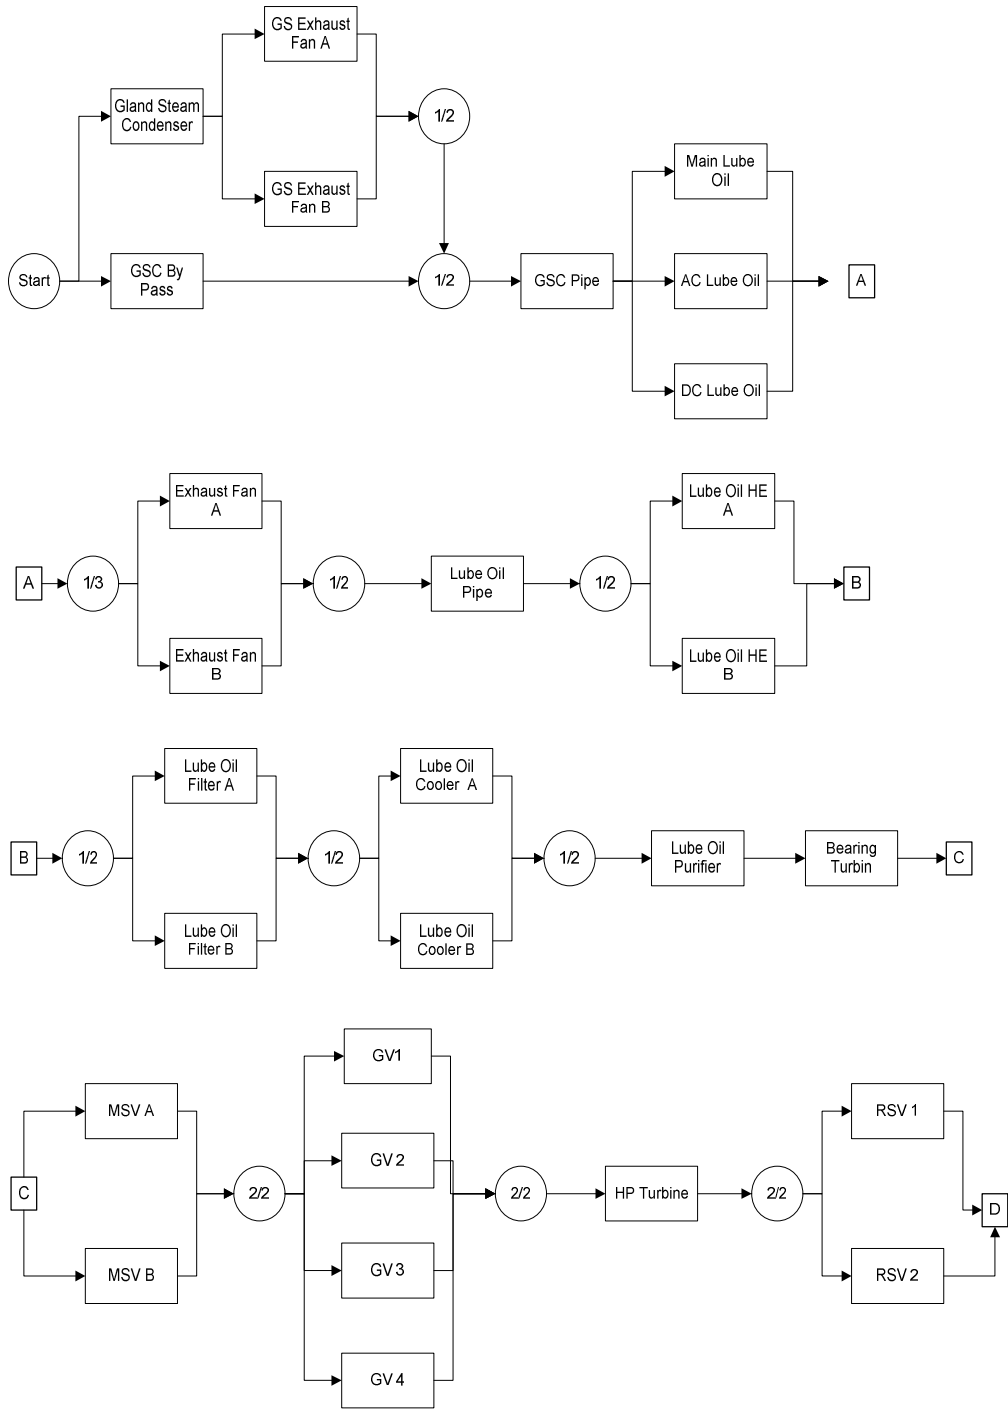 GS Exhaust
Fan A
Gland Steam
Condenser
1/2
GS Exhaust
Fan B
Main Lube
Oil
Start
GSC By
Pass
1/2
GSC Pipe
AC Lube Oil
A
DC Lube Oil
Exhaust Fan
A
Lube Oil HE
A
A
1/3
1/2
Lube Oil
Pipe
1/2
B
Exhaust Fan
B
Lube Oil HE
B
Lube Oil
Filter A
Lube Oil
Cooler A
B
1/2
1/2
1/2
Lube Oil
Purifier
Bearing
Turbin
C
Lube Oil
Filter B
Lube Oil
Cooler B
GV1
MSV A
RSV 1
GV 2
C
2/2
2/2
HP Turbine
2/2
D
MSV B
GV 3
RSV 2
GV 4